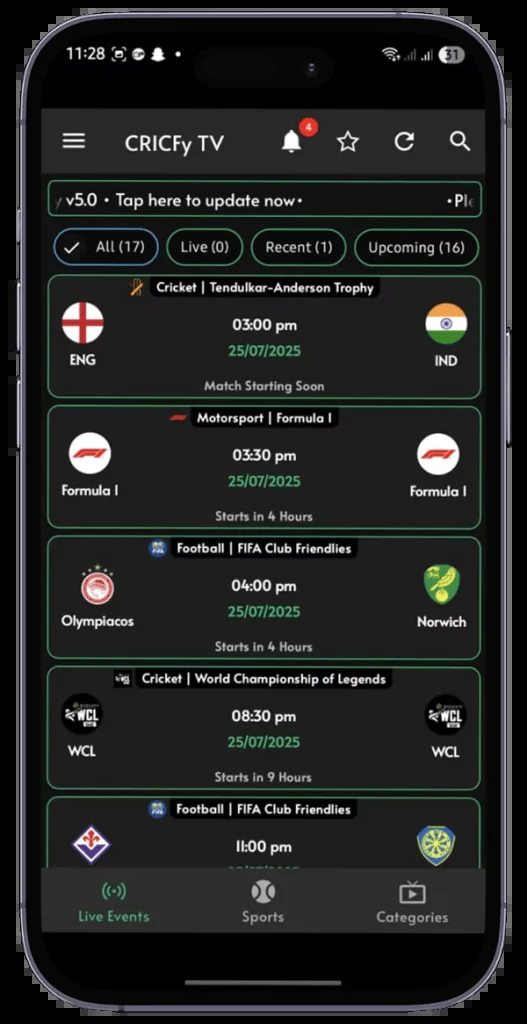 11:28
31
CRICFy TV
4
v5.0 • Tap here to update now•
•Ple
All (17) Live (0) Recent (1) Upcoming (16)
Cricket | Tendulkar-Anderson Trophy
03:00 pm
ENG 25/07/2025 IND
Match Starting Soon
Motorsport | Formula 1
03:30 pm
Formula 1 25/07/2025 Formula 1
Starts in 4 Hours
Football | FIFA Club Friendlies
04:00 pm
Olympiacos 25/07/2025 Norwich
Starts in 4 Hours
Cricket | World Championship of Legends
WCL 08:30 pm WCL
WCL 25/07/2025 WCL
Starts in 9 Hours
Football | FIFA Club Friendlies
11:00 pm
Live Events Sports Categories